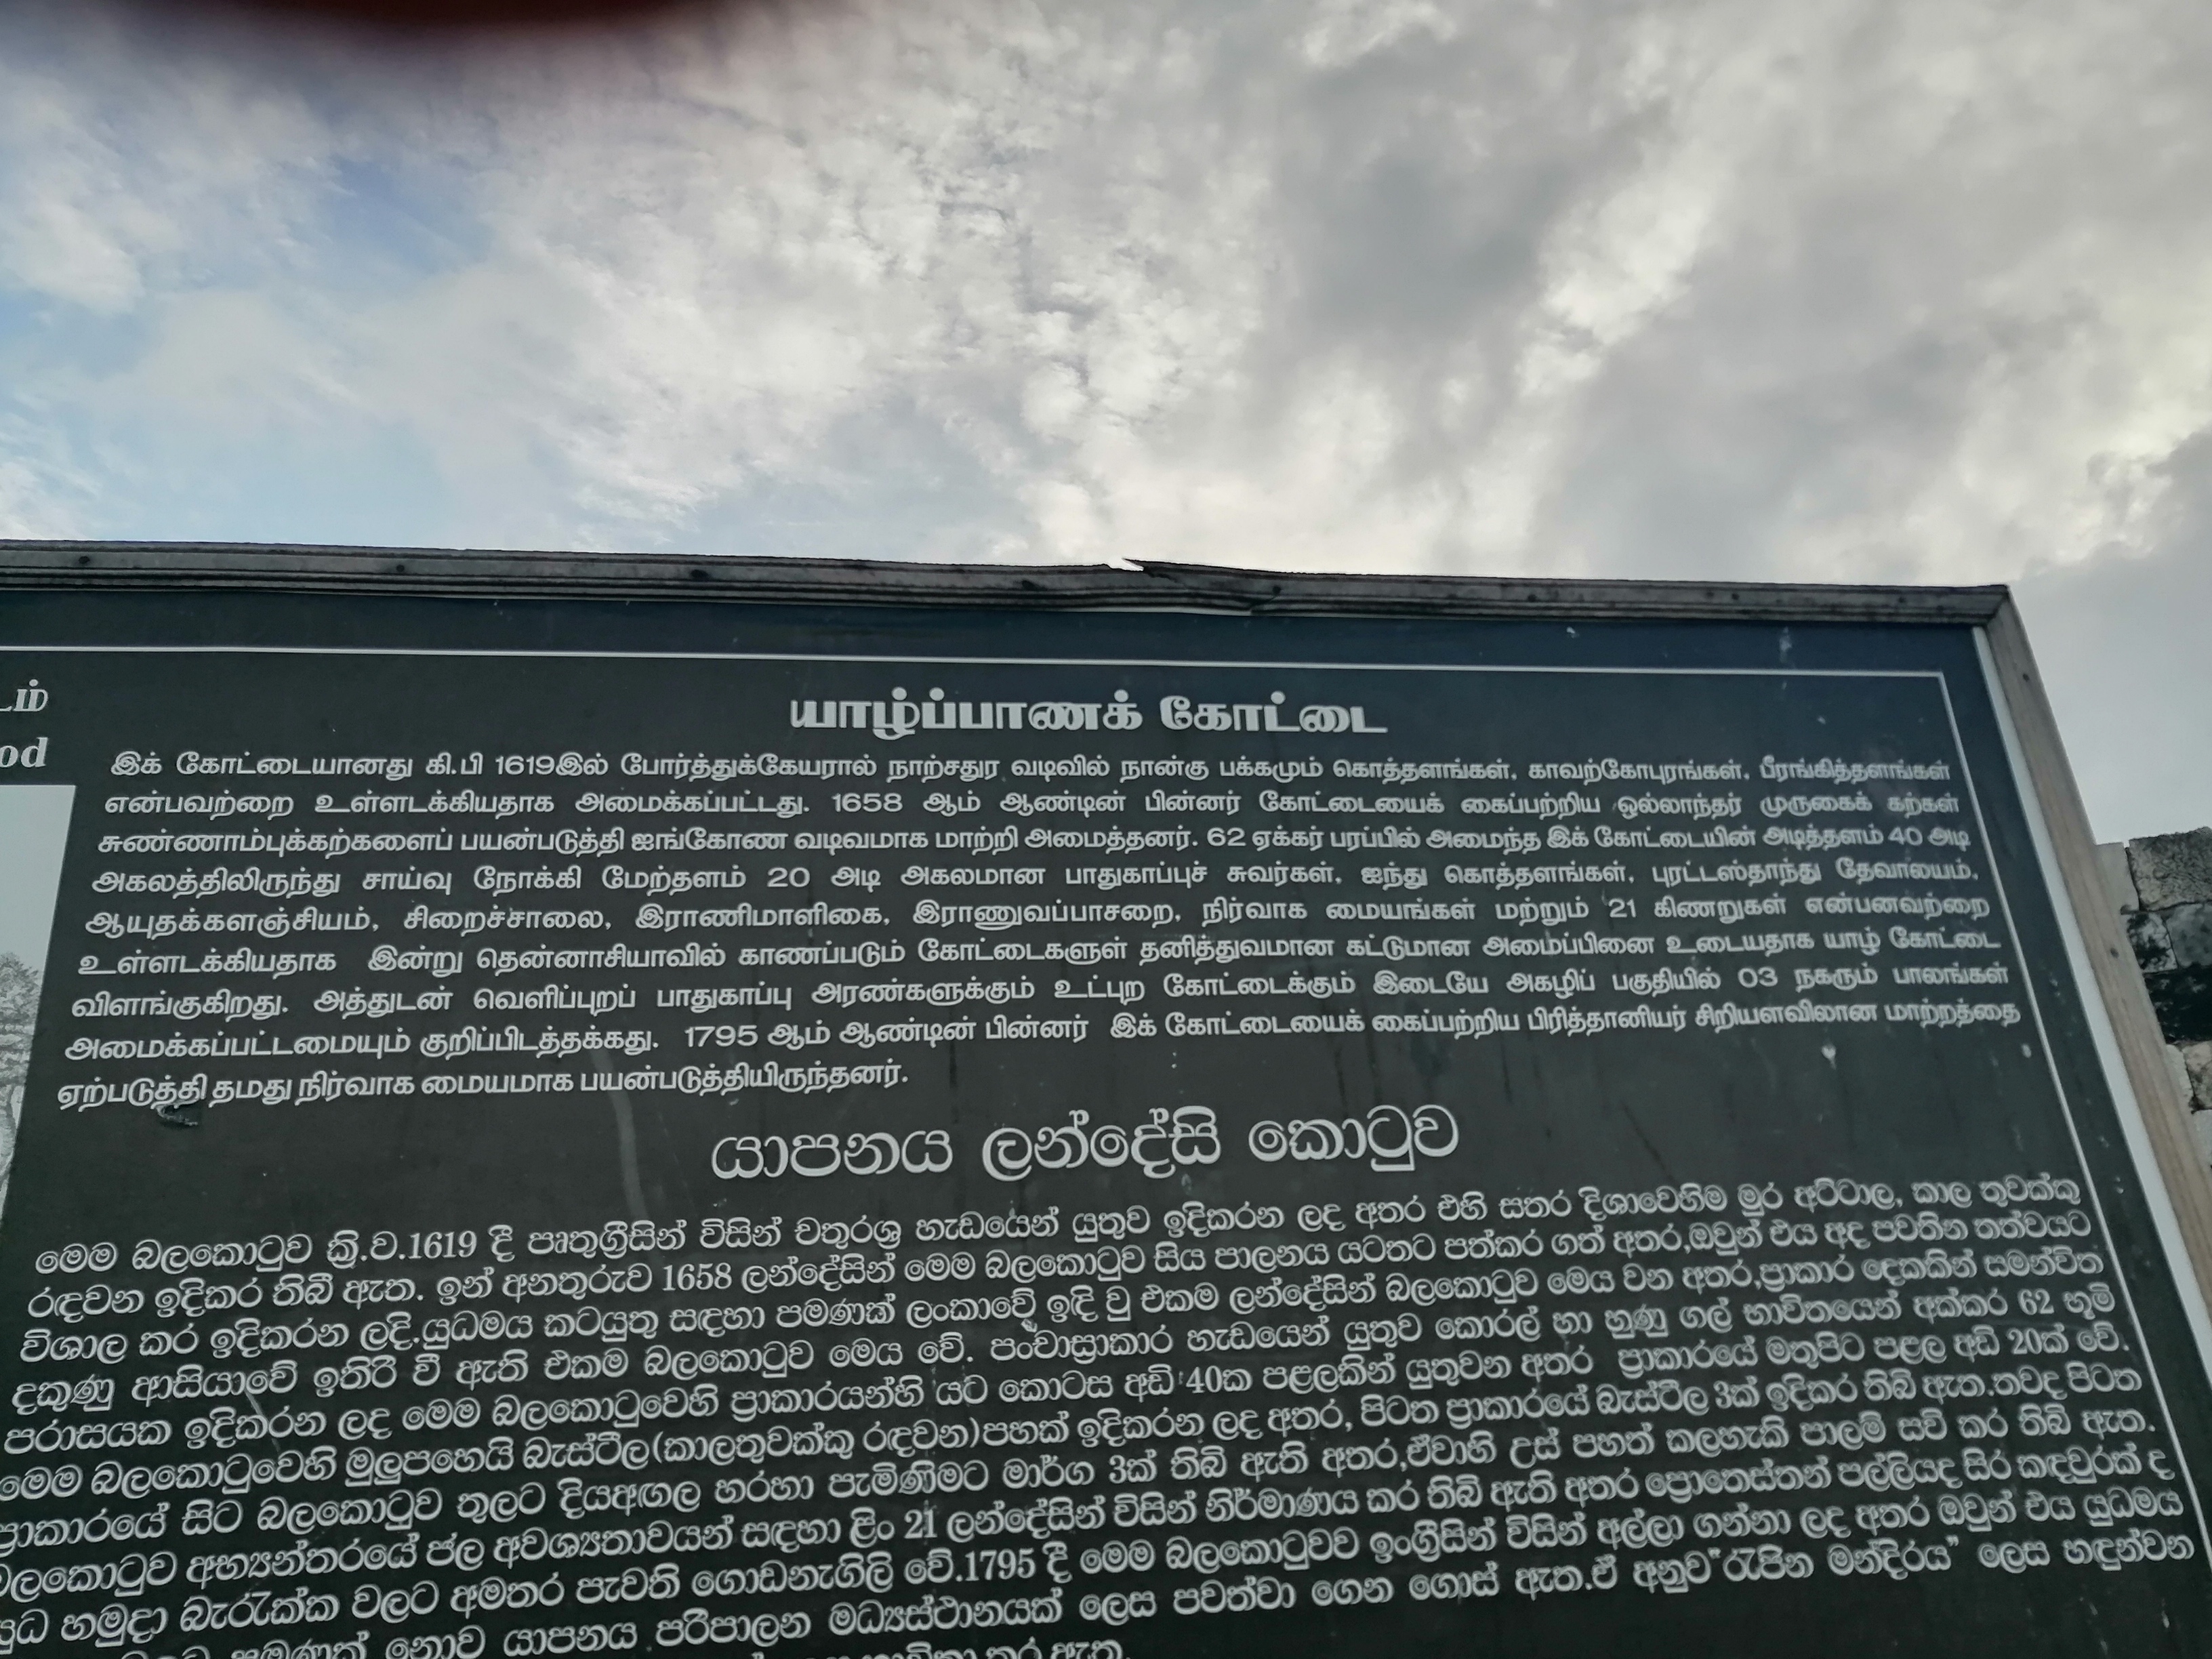 டம்
od
யாழ்ப்பாணக் கோட்டை
இக் கோட்டையானது கி.பி 1619இல் போர்த்துக்கேயரால் நாற்சதுர வடிவில் நான்கு பக்கமும் கொத்தளங்கள், காவற்கோபுரங்கள், பீரங்கித்தளங்கள்
என்பவற்றை உள்ளடக்கியதாக அமைக்கப்பட்டது. 1658 ஆம் ஆண்டின் பின்னர் கோட்டையைக் கைப்பற்றிய ஒல்லாந்தர் முருகைக் கற்கள்
சுண்ணாம்புக்கற்களைப் பயன்படுத்தி ஐங்கோண வடிவமாக மாற்றி அமைத்தனர். 62 ஏக்கர் பரப்பில் அமைந்த இக் கோட்டையின் அடித்தளம் 40 அடி
அகலத்திலிருந்து சாய்வு நோக்கி மேற்தளம் 20 அடி அகலமான பாதுகாப்புச் சுவர்கள், ஐந்து கொத்தளங்கள், புரட்டஸ்தாந்து தேவாலயம்,
ஆயுதக்களஞ்சியம், சிறைச்சாலை, இராணிமாளிகை, இராணுவப்பாசறை, நிர்வாக மையங்கள் மற்றும் 21 கிணறுகள் என்பனவற்றை
உள்ளடக்கியதாக இன்று தென்னாசியாவில் காணப்படும் கோட்டைகளுள் தனித்துவமான கட்டுமான அமைப்பினை உடையதாக யாழ் கோட்டை
விளங்குகிறது. அத்துடன் வெளிப்புறப் பாதுகாப்பு அரண்களுக்கும் உட்புற கோட்டைக்கும் இடையே அகழிப் பகுதியில் 03 நகரும் பாலங்கள்
அமைக்கப்பட்டமையும் குறிப்பிடத்தக்கது. 1795 ஆம் ஆண்டின் பின்னர் இக் கோட்டையைக் கைப்பற்றிய பிரித்தானியர் சிறியளவிலான மாற்றத்தை
ஏற்படுத்தி தமது நிர்வாக மையமாக பயன்படுத்தியிருந்தனர்.
යාපනය ලන්දේසි කොටුව
මෙම බලකොටුව ක්‍රි.ව.1619 දී පෘතුග්‍රීසින් විසින් චතුරශ්‍ර හැඩයෙන් යුතුව ඉදිකරන ලද අතර එහි සතර දිශාවෙහිම මුර අට්ටාල, කාල තුවක්කු
රඳවන ඉදිකර තිබී ඇත. ඉන් අනතුරුව 1658 ලන්දේසින් මෙම බලකොටුව සිය පාලනය යටතට පත්කර ගත් අතර,ඔවුන් එය අද පවතින තත්වයට
විශාල කර ඉදිකරන ලදි.යුධමය කටයුතු සඳහා පමණක් ලංකාවේ ඉඳි වු එකම ලන්දේසින් බලකොටුව මෙය වන අතර,ප්‍රාකාර දෙකකින් සමන්විත
දකුණු ආසියාවේ ඉතිරි වී ඇති එකම බලකොටුව මෙය වේ. පංචාස්‍රාකාර හැඩයෙන් යුතුව කොරල් හා හුණු ගල් භාවිතයෙන් අක්කර 62 භූමි
පරාසයක ඉදිකරන ලද මෙම බලකොටුවෙහි ප්‍රාකාරයන්හි යට කොටස අඩි 40ක පළලකින් යුතුවන අතර ප්‍රාකාරයේ මතුපිට පළල අඩි 20ක් වේ.
මෙම බලකොටුවෙහි මුලුපහෙයි බැස්ටීල(කාලතුවක්කු රඳවන)පහක් ඉදිකරන ලද අතර, පිටත ප්‍රාකාරයේ බැස්ටීල 3ක් ඉදිකර තිබී ඇත.තවද පිටත
ප්‍රාකාරයේ සිට බලකොටුව තුලට දියඅගල හරහා පැමිණිමට මාර්ග 3ක් තිබී ඇති අතර,ඒවාහි උස් පහත් කලහැකි පාලම් සවි කර තිබී ඇත.
බලකොටුව අභ්‍යන්තරයේ ජල අවශ්‍යතාවයන් සඳහා ළිං 21 ලන්දේසින් විසින් නිර්මාණය කර තිබී ඇති අතර ප්‍රොතෙස්තන් පල්ලියද සිර කඳවුරක් ද
යුධ හමුදා බැරැක්ක වලට අමතර පැවති ගොඩනැගිලි වේ.1795 දී මෙම බලකොටුවව ඉංග්‍රීසින් විසින් අල්ලා ගන්නා ලද අතර ඔවුන් එය යුධමය
පමණක් නොව යාපනය පරිපාලන මධ්‍යස්ථානයක් ලෙස පවත්වා ගෙන ගොස් ඇත.ඒ අනුව"රැජින මන්දිරය" ලෙස හඳුන්වන
කර ඇත.